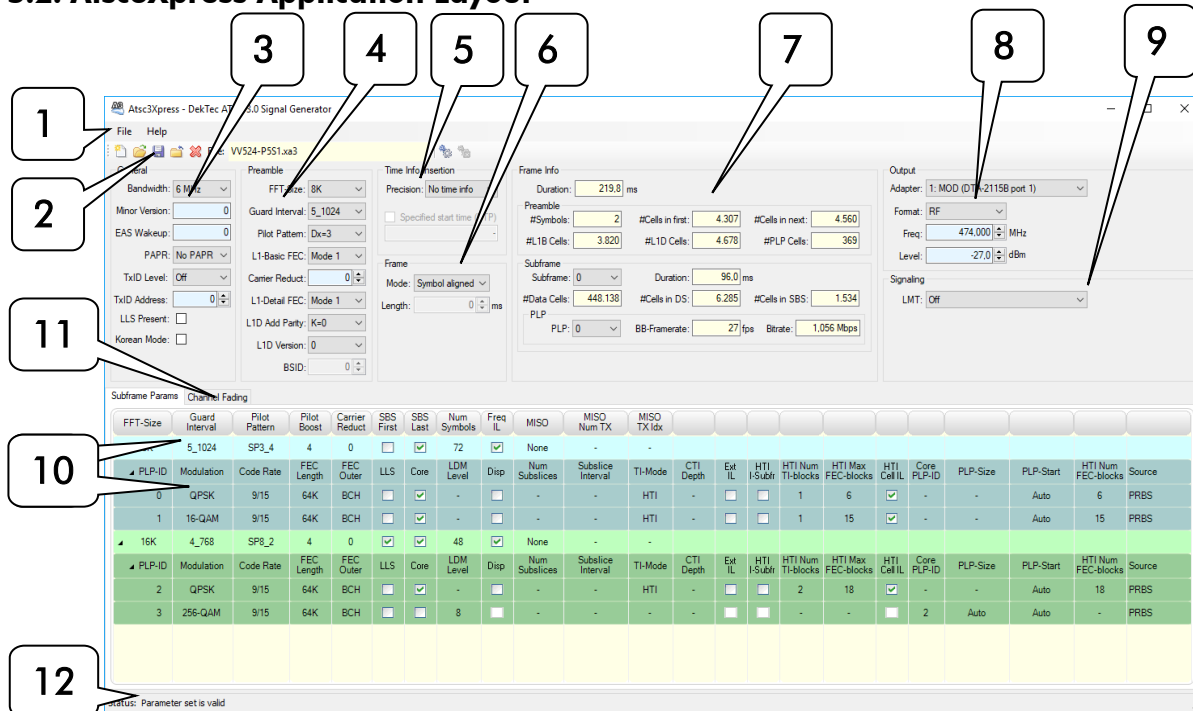 3.2. Atsc3Xpress Application Layout
1
2
3
4
5
6
7
8
9
10
11
12
Atsc3Xpress - DekTec AT 3.0 Signal Generator
File Help
VV524-P5S1.xa3
General
Bandwidth: 6 MHz
Minor Version: 0
EAS Wakeup: 0
PAPR: No PAPR
TxID Level: Off
TxID Address: 0
LLS Present:
Korean Mode:
Preamble
FFT-Size: 8K
Guard Interval: 5_1024
Pilot Pattern: Dx=3
L1-Basic FEC: Mode 1
Carrier Reduct: 0
L1-Detail FEC: Mode 1
L1D Add Parity: K=0
L1D Version: 0
BSID: 0
Time Info Insertion
Precision: No time info
Specified start time TP)
-
Frame
Mode: Symbol aligned
Length: 0 ms
Frame Info
Duration: 219,8 ms
Preamble
#Symbols: 2 #Cells in first: 4.307 #Cells in next: 4.560
#L1B Cells: 3.820 #L1D Cells: 4.678 #PLP Cells: 369
Subframe
Subframe: 0 Duration: 96,0 ms
#Data Cells: 448.138 #Cells in DS: 6.285 #Cells in SBS: 1.534
PLP
PLP: 0 BB-Framerate: 27 fps Bitrate: 1,056 Mbps
Output
Adapter: 1: MOD (DTA-2115B port 1)
Format: RF
Freq: 474,000 MHz
Level: -27,0 dBm
Signaling
LMT: Off
Subframe Params Channel Fading
FFT-Size Guard Interval Pilot Pattern Pilot Boost Carrier Reduct SBS First SBS Last Num Symbols Freq IL MISO MISO Num TX MISO TX Idx
5_1024 SP3_4 4 0 72 None - -
PLP-ID Modulation Code Rate FEC Length FEC Outer LLS Core LDM Level Disp Num Subslices Subslice Interval TI-Mode CTI Depth Ext IL HTI I-Subfr HTI Num TI-blocks HTI Max FEC-blocks HTI Cell IL Core PLP-ID PLP-Size PLP-Start HTI Num FEC-blocks Source
0 QPSK 9/15 64K BCH - - - HTI - 1 6 - - Auto 6 PRBS
1 16-QAM 9/15 64K BCH - - - HTI - 1 15 - - Auto 15 PRBS
16K 4_768 SP8_2 4 0 48 None - -
PLP-ID Modulation Code Rate FEC Length FEC Outer LLS Core LDM Level Disp Num Subslices Subslice Interval TI-Mode CTI Depth Ext IL HTI I-Subfr HTI Num TI-blocks HTI Max FEC-blocks HTI Cell IL Core PLP-ID PLP-Size PLP-Start HTI Num FEC-blocks Source
2 QPSK 9/15 64K BCH - - - HTI - 2 18 - - Auto 18 PRBS
3 256-QAM 9/15 64K BCH 8 - - - - - - 2 Auto Auto - PRBS
Status: Parameter set is valid